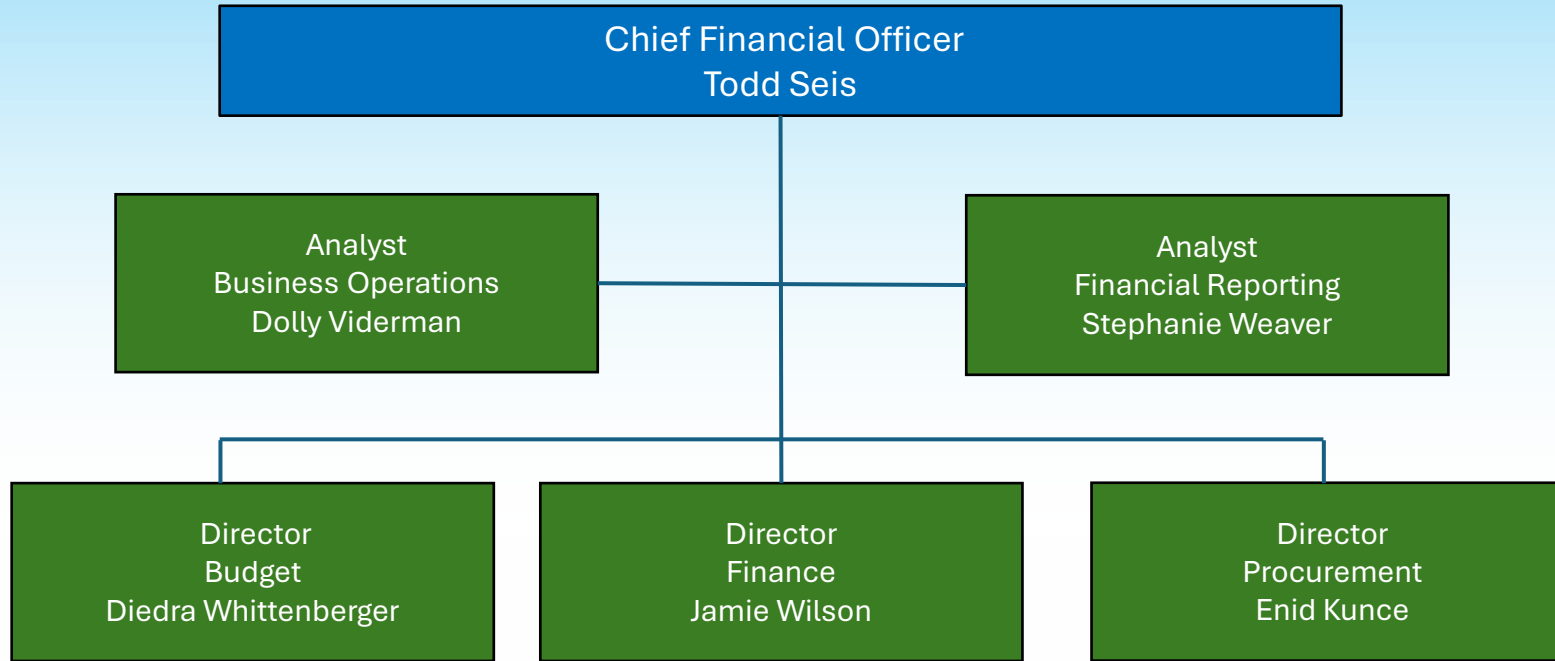 Chief Financial Officer
Todd Seis
Analyst
Business Operations
Dolly Viderman
Analyst
Financial Reporting
Stephanie Weaver
Director
Budget
Diedra Whittenberger
Director
Finance
Jamie Wilson
Director
Procurement
Enid Kunce